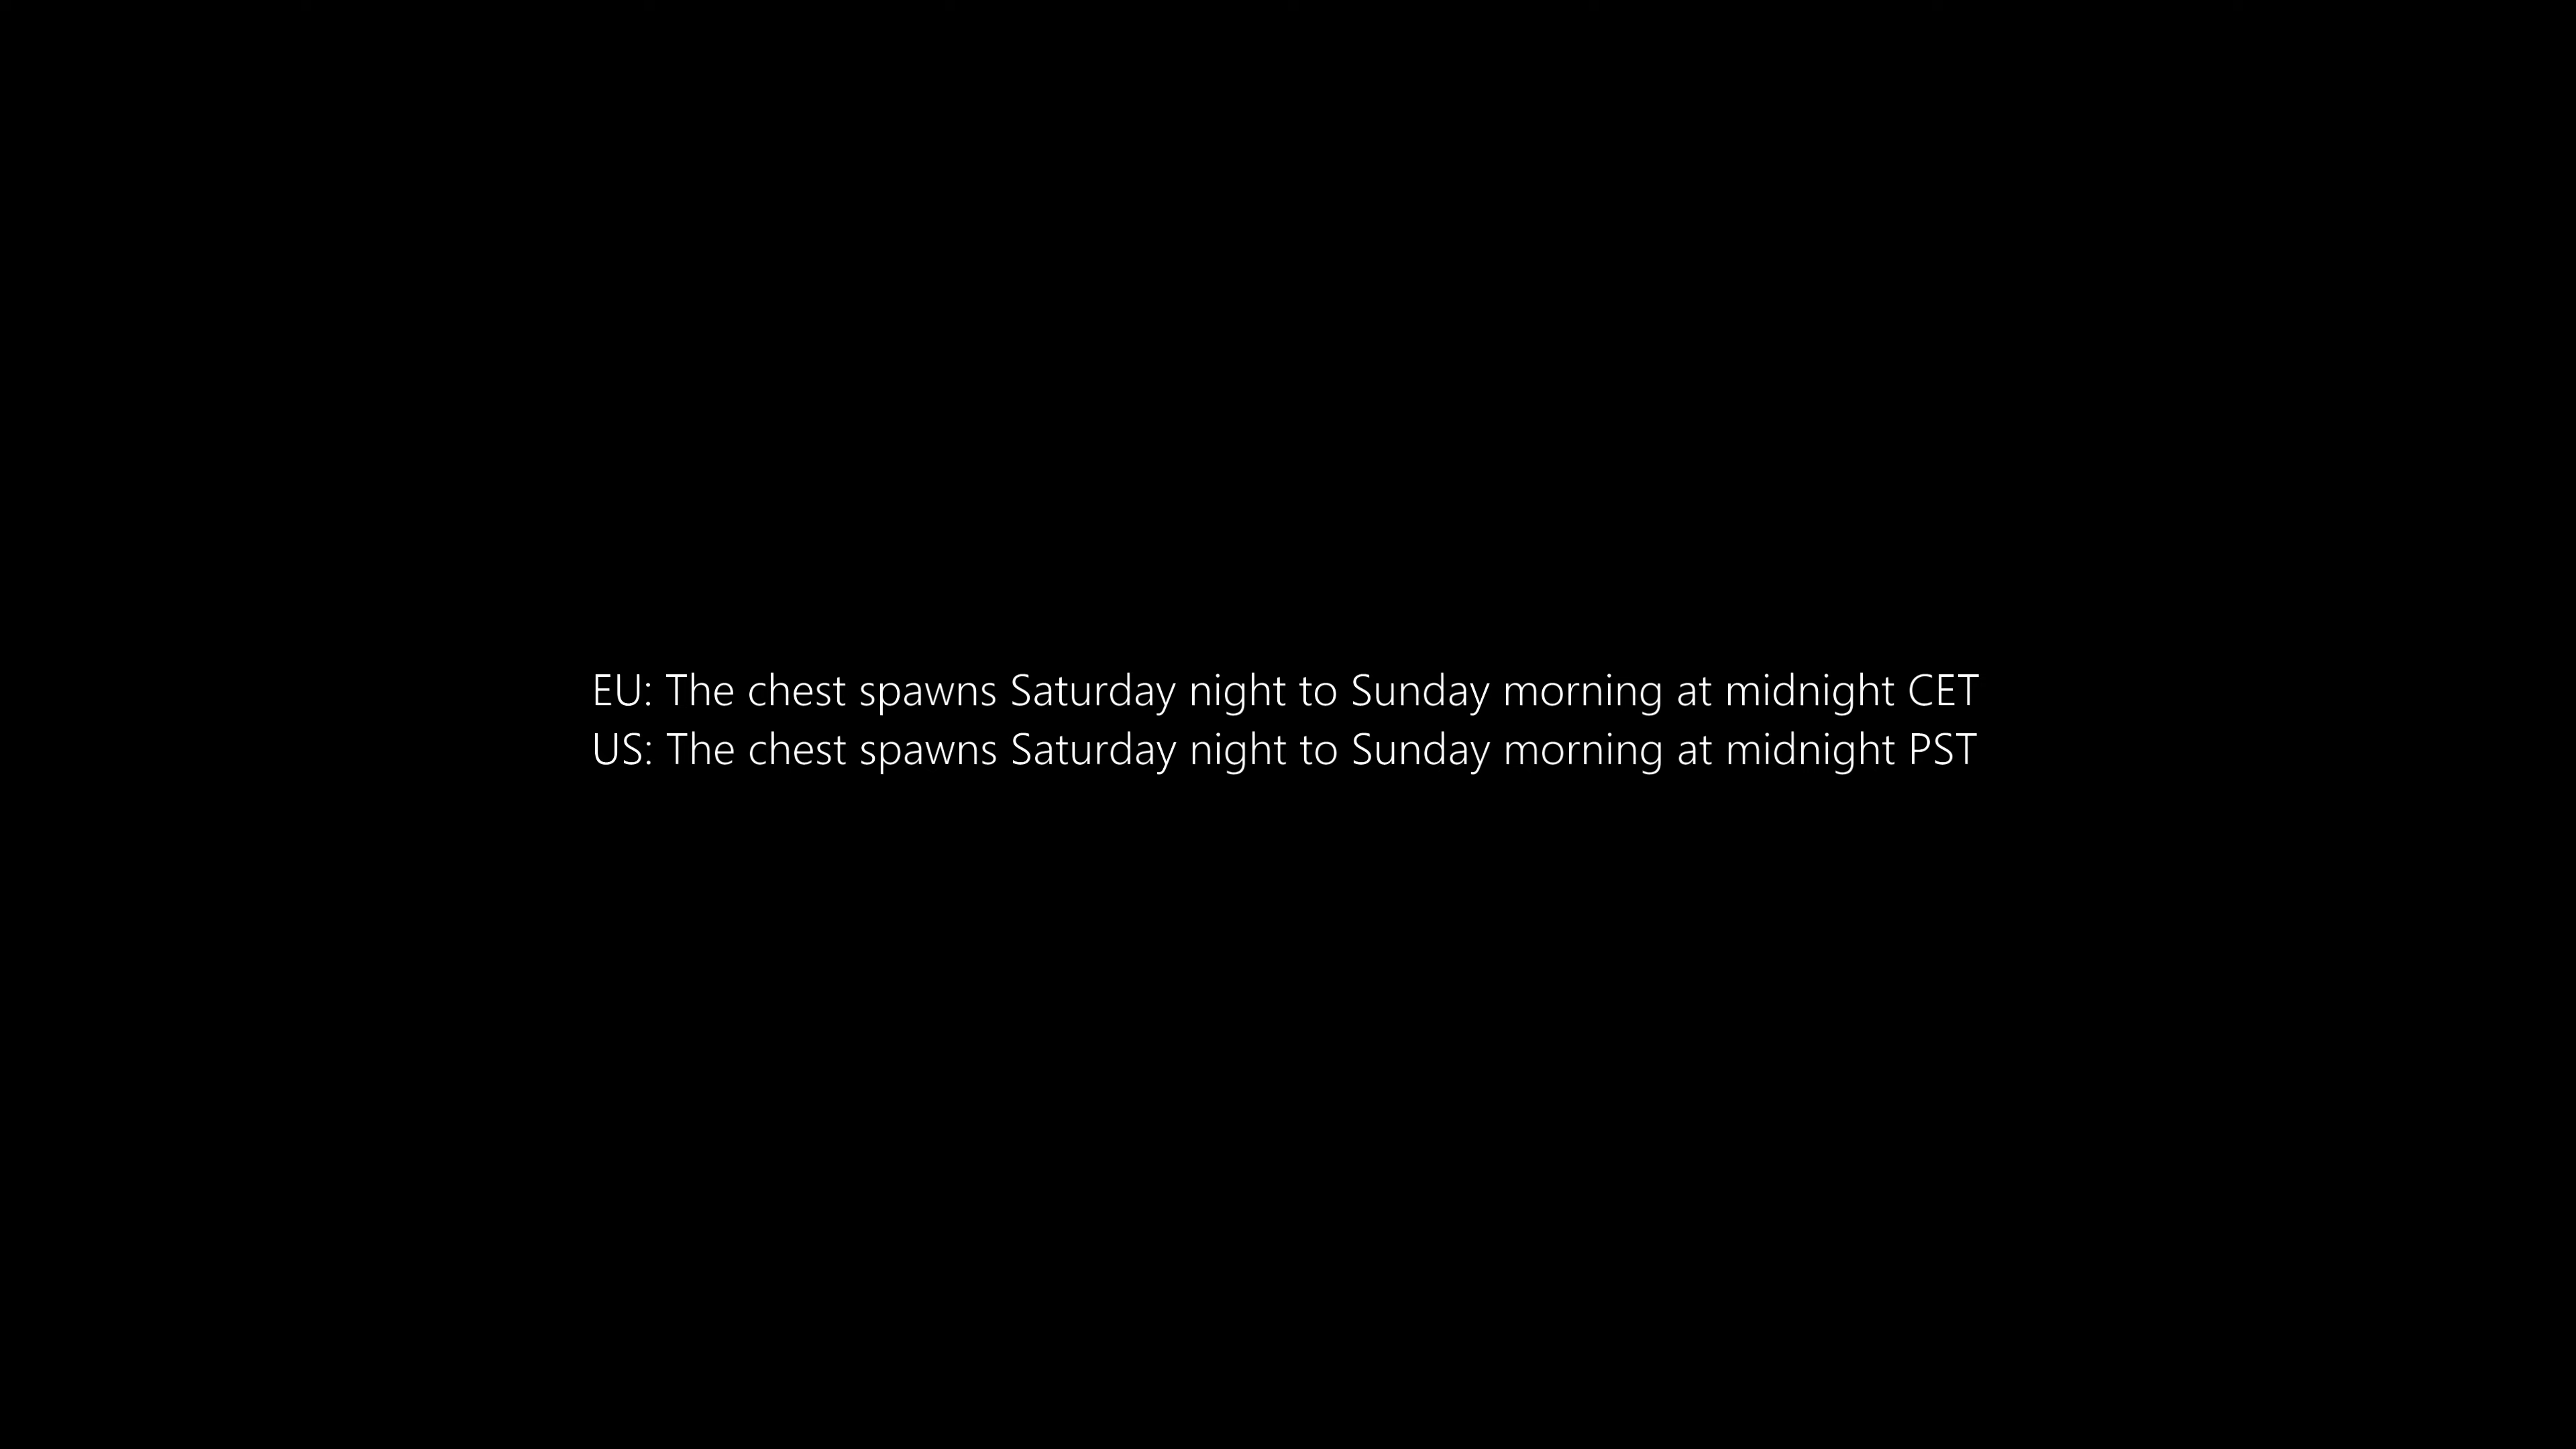 EU: The chest spawns Saturday night to Sunday morning at midnight CET
US: The chest spawns Saturday night to Sunday morning at midnight PST